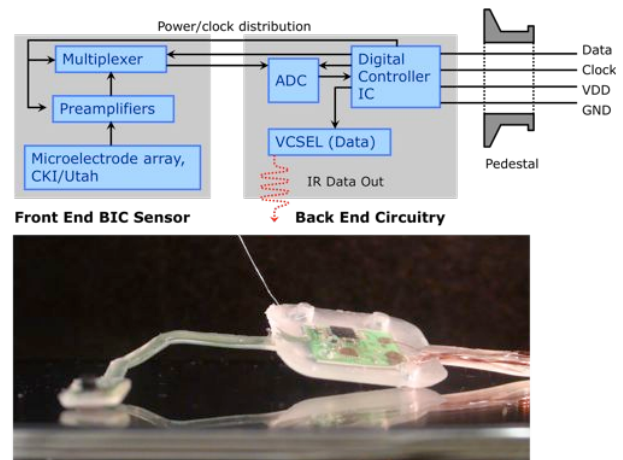 Power/clock distribution
Multiplexer
Preamplifiers
Microelectrode array,
CKI/Utah
ADC
Digital
Controller
IC
VCSEL (Data)
IR Data Out
Data
Clock
VDD
GND
Pedestal
Front End BIC Sensor
Back End Circuitry